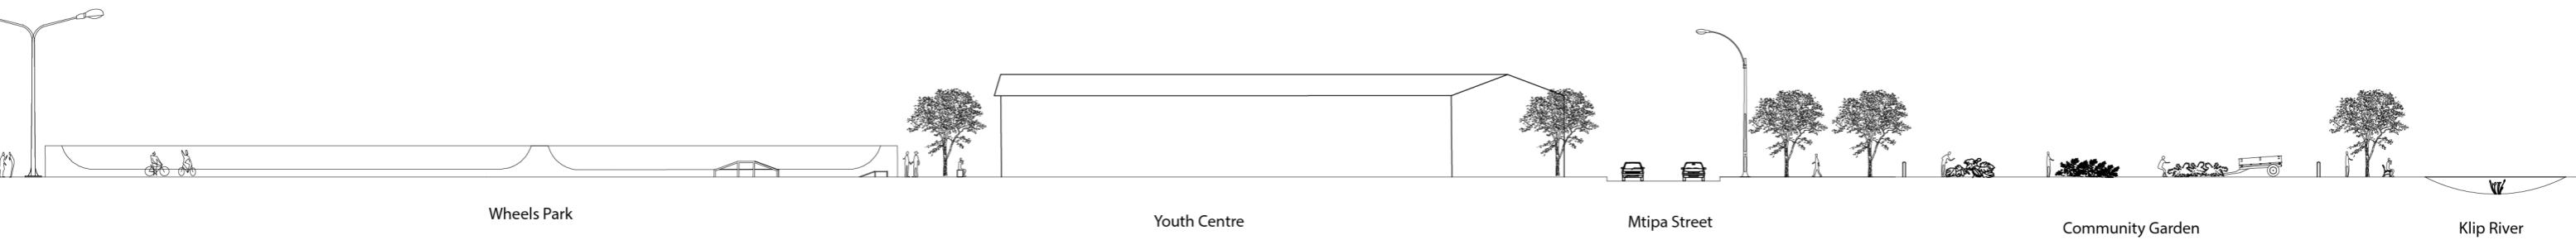 Wheels Park
Youth Centre
Mtipa Street
Community Garden
Klip River